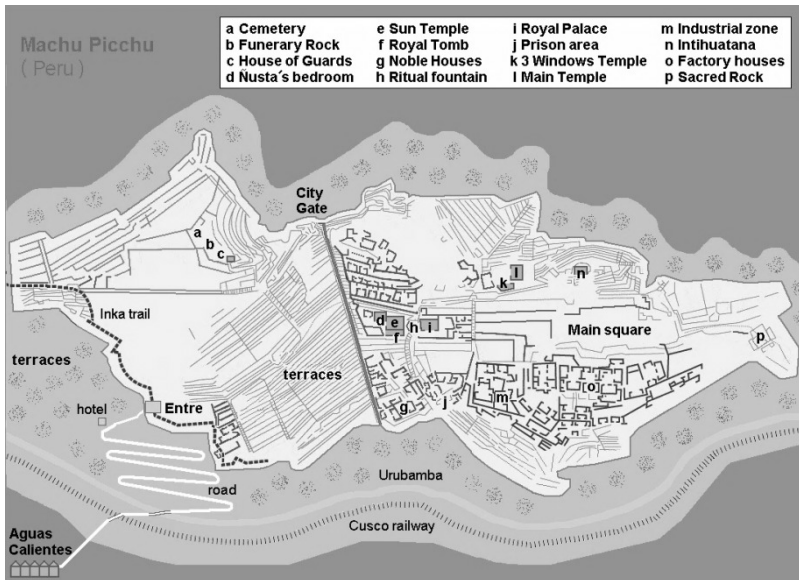 Machu Picchu
( Peru )
a Cemetery
b Funerary Rock
c House of Guards
d Ñusta´s bedroom
e Sun Temple
f Royal Tomb
g Noble Houses
h Ritual fountain
i Royal Palace
j Prison area
k 3 Windows Temple
l Main Temple
m Industrial zone
n Intihuatana
o Factory houses
p Sacred Rock
City
Gate
a
b
c
l
n
k
Inka trail
d e h i
f
Main square
p
terraces
terraces
hotel
Entre
g j m o
road
Urubamba
Cusco railway
Aguas
Calientes